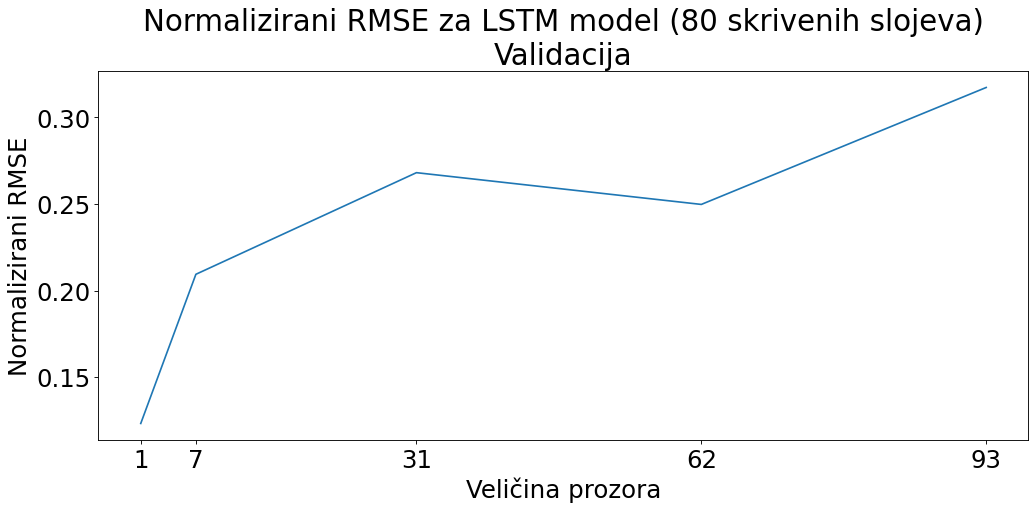 Normalizirani RMSE za LSTM model (80 skrivenih slojeva)
Validacija
Normalizirani RMSE
0.30
0.25
0.20
0.15
1 7 31 62 93
Veličina prozora